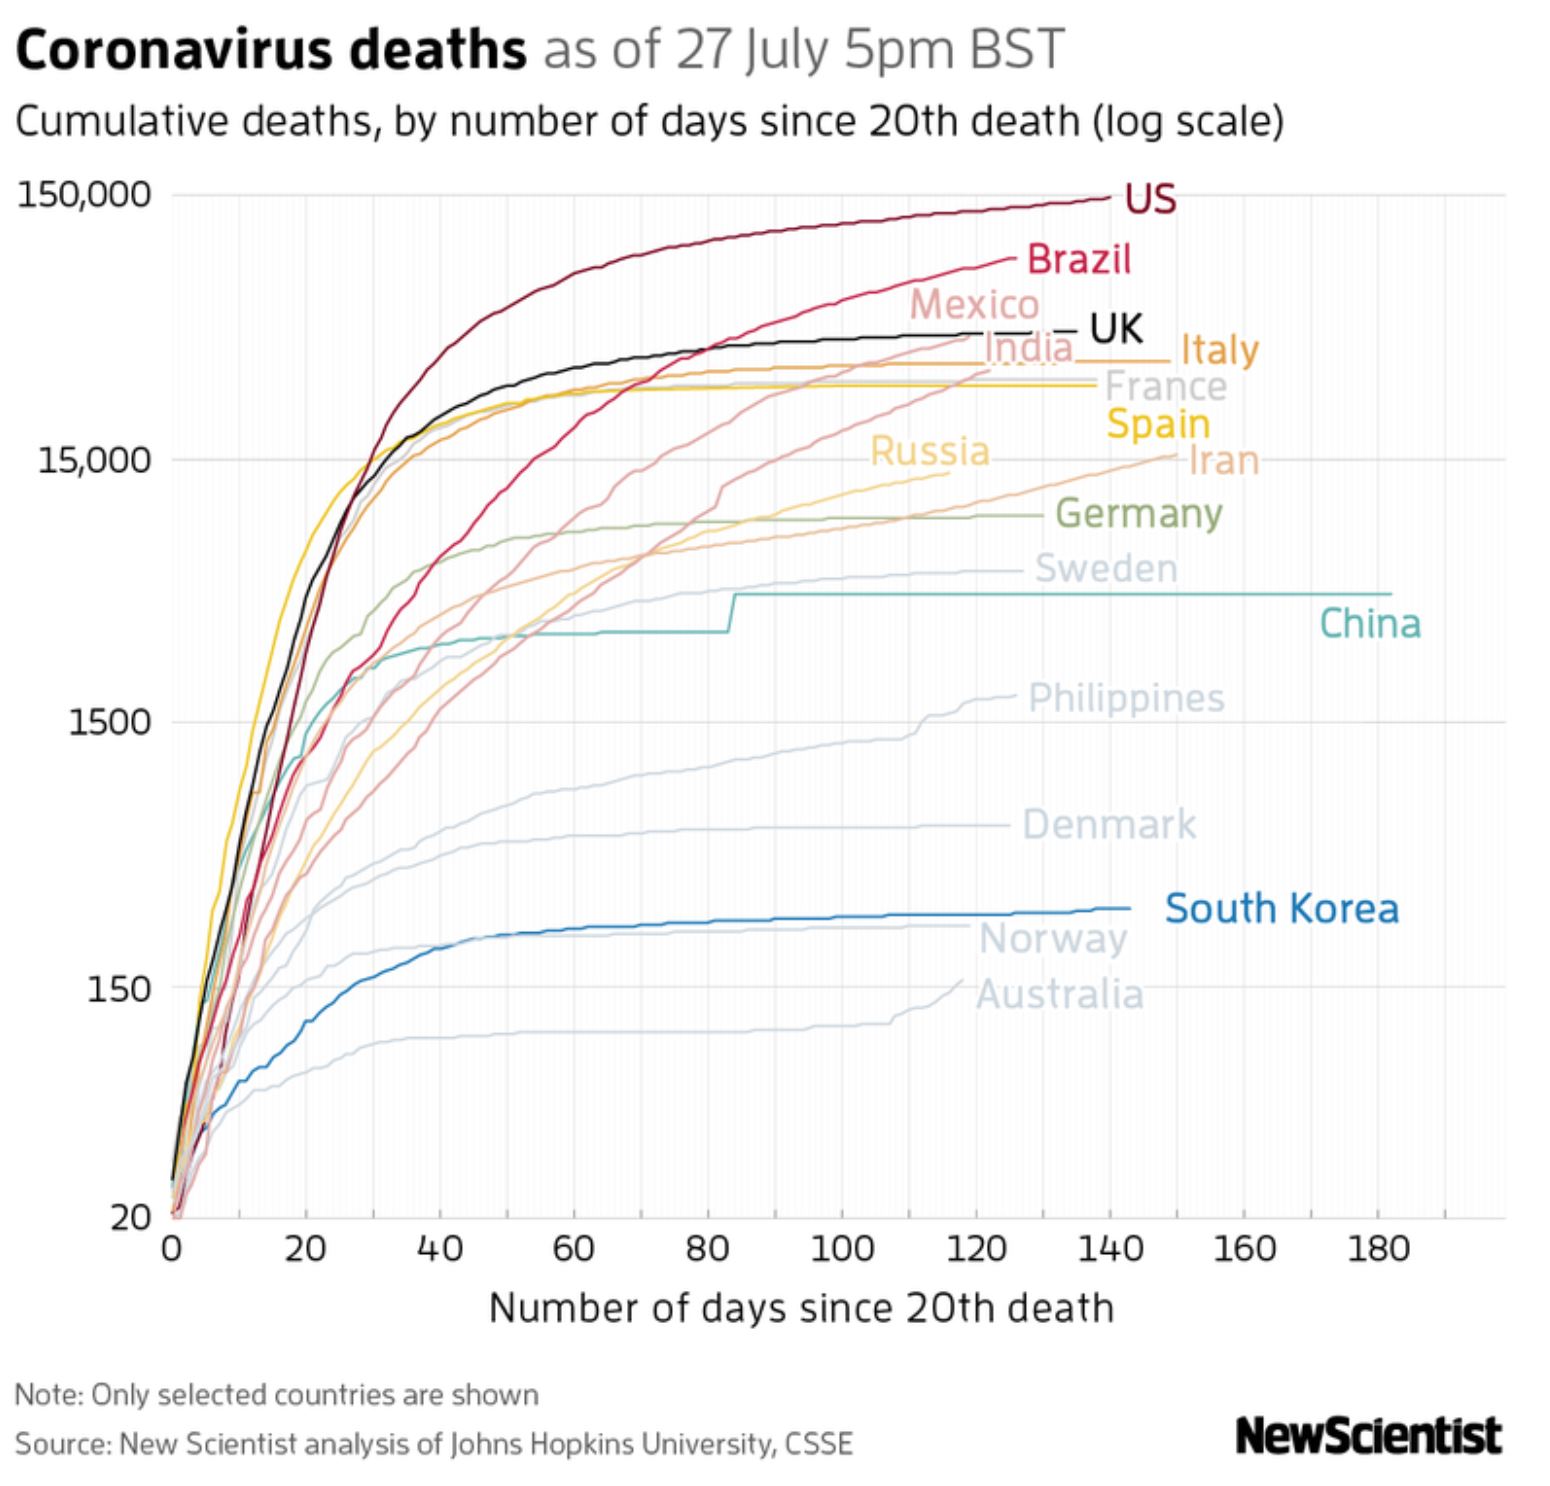 Coronavirus deaths as of 27 July 5pm BST
Cumulative deaths, by number of days since 20th death (log scale)
150,000
US
Brazil
Mexico
UK
India
Italy
France
Spain
Russia
15,000
Iran
Germany
Sweden
China
Philippines
1500
Denmark
South Korea
Norway
150
Australia
20
0 20 40 60 80 100 120 140 160 180
Number of days since 20th death
Note: Only selected countries are shown
Source: New Scientist analysis of Johns Hopkins University, CSSE
NewScientist